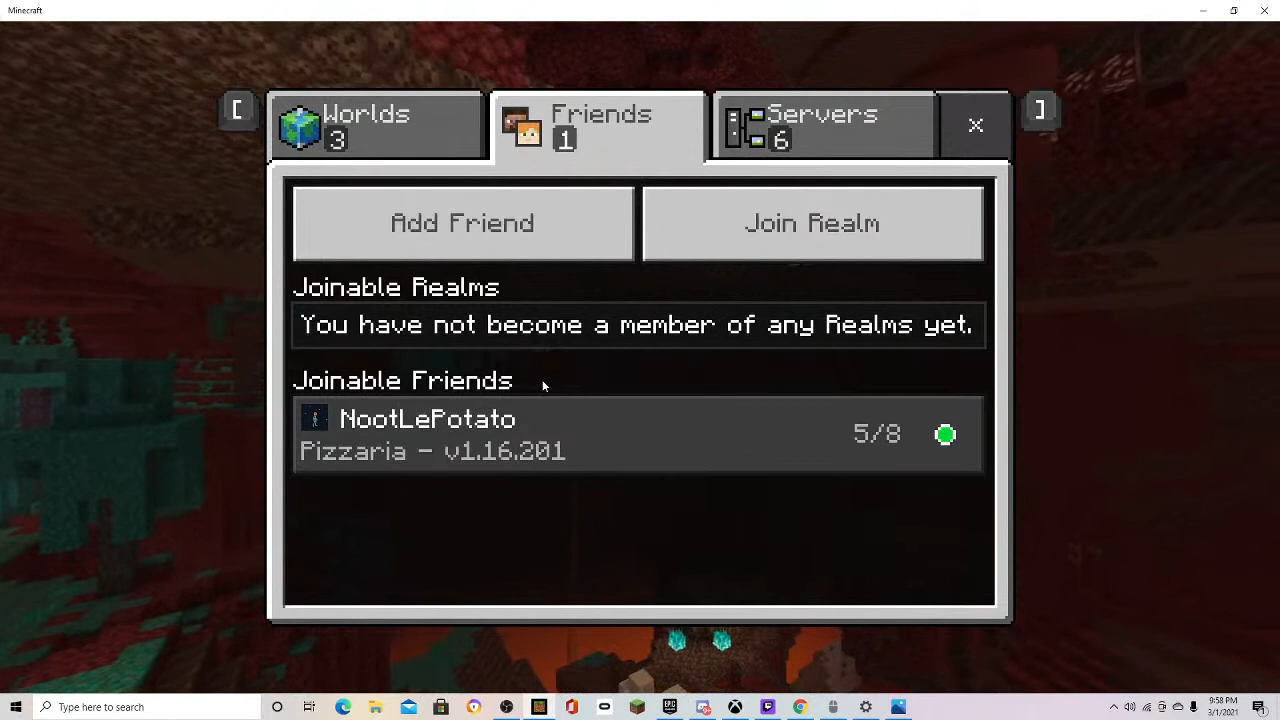 Minecraft
[
Worlds
3
Friends
1
Servers
6
]
Add Friend
Join Realm
Joinable Realms
You have not become a member of any Realms yet.
Joinable Friends
NootLePotato
Pizzaria - v1.16.201
5/8
Type here to search
9:58 PM
3/1/2021